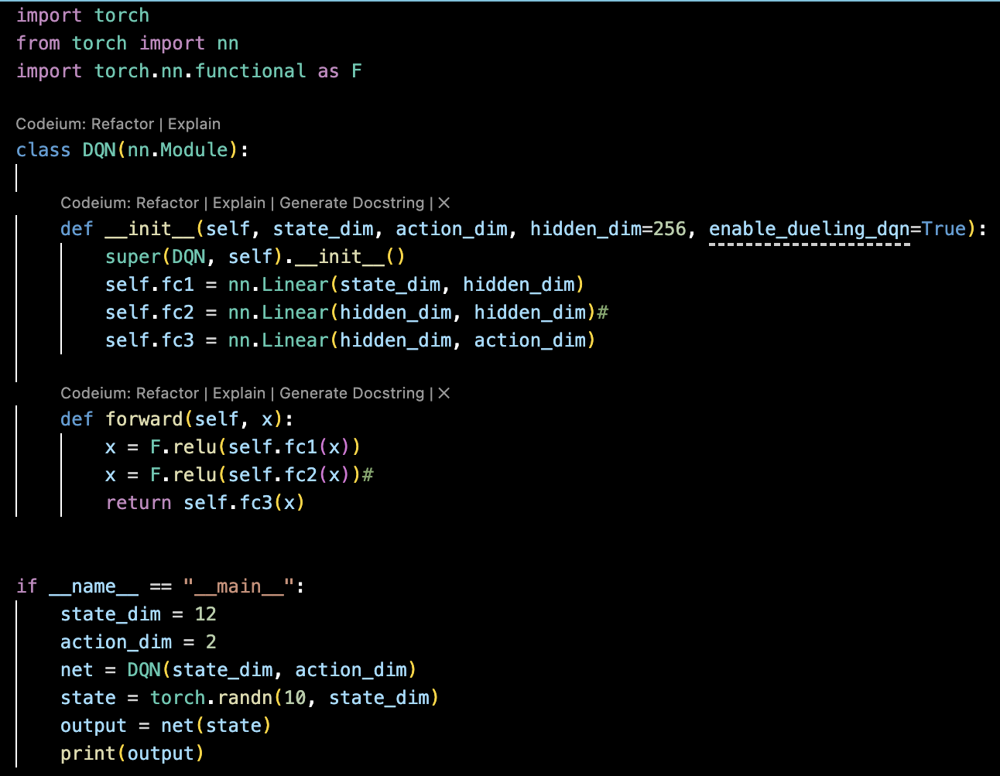 import torch
from torch import nn
import torch.nn.functional as F
Codeium: Refactor | Explain
class DQN(nn.Module):
Codeium: Refactor | Explain | Generate Docstring | ×
def __init__(self, state_dim, action_dim, hidden_dim=256, enable_dueling_dqn=True):
super(DQN, self).__init__()
self.fc1 = nn.Linear(state_dim, hidden_dim)
self.fc2 = nn.Linear(hidden_dim, hidden_dim)#
self.fc3 = nn.Linear(hidden_dim, action_dim)
Codeium: Refactor | Explain | Generate Docstring | ×
def forward(self, x):
x = F.relu(self.fc1(x))
x = F.relu(self.fc2(x))#
return self.fc3(x)
if __name__ == "__main__":
state_dim = 12
action_dim = 2
net = DQN(state_dim, action_dim)
state = torch.randn(10, state_dim)
output = net(state)
print(output)